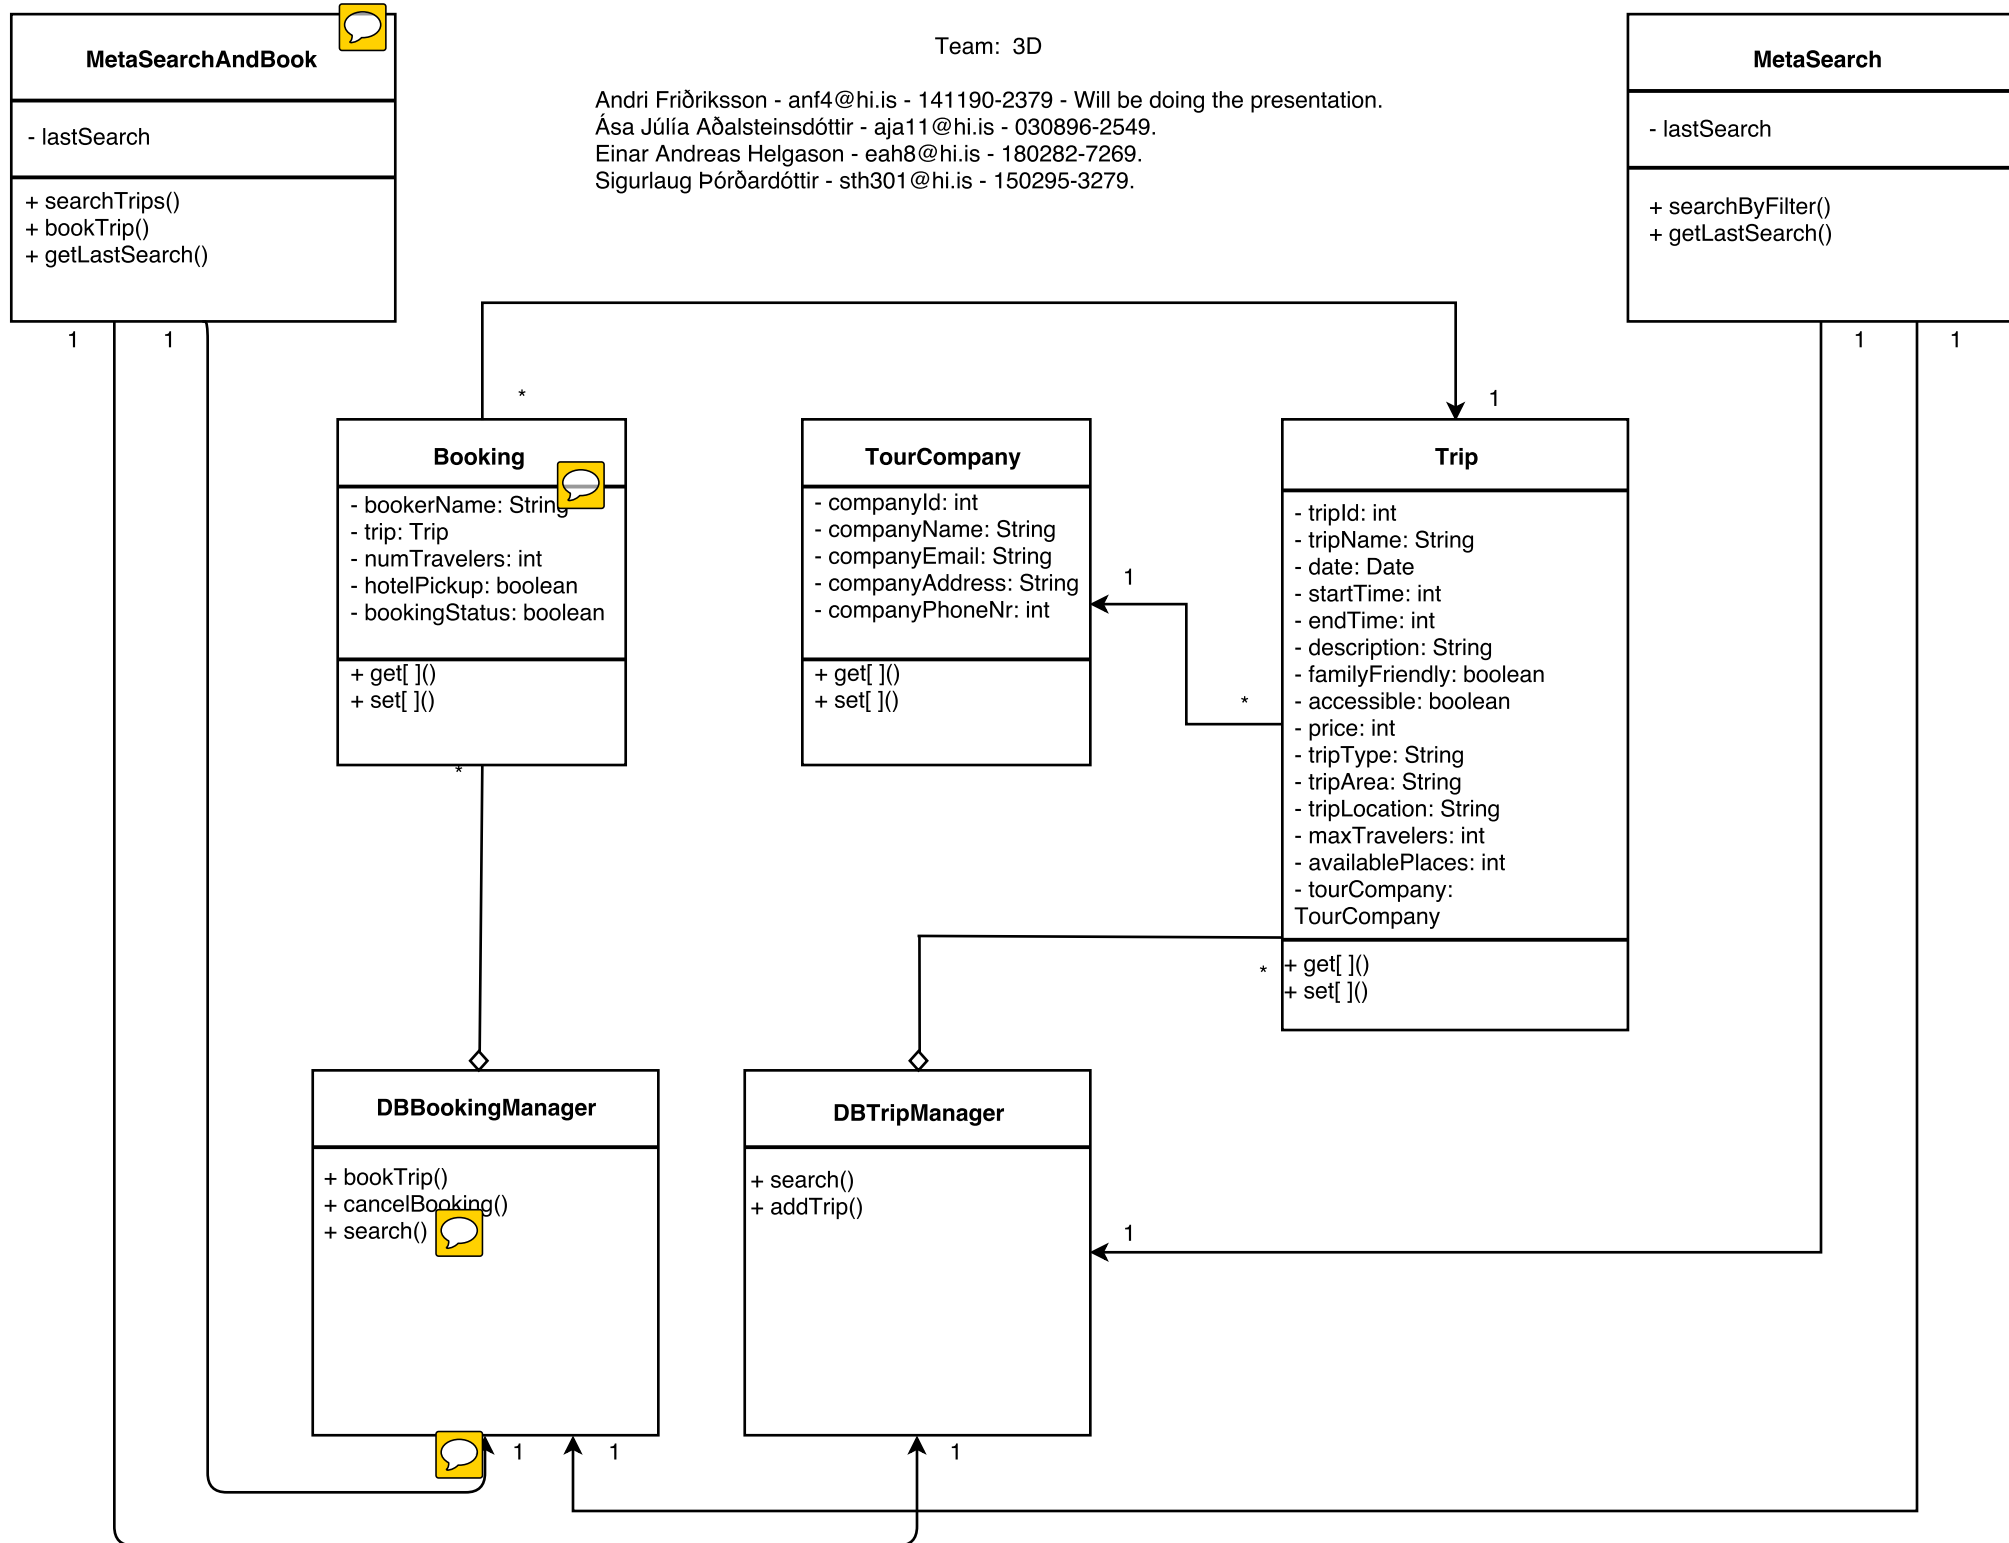 MetaSearchAndBook
- lastSearch
+ searchTrips()
+ bookTrip()
+ getLastSearch()
1
1
Team:  3D
Andri Friðriksson - anf4@hi.is - 141190-2379 - Will be doing the presentation.
Ása Júlía Aðalsteinsdóttir - aja11@hi.is - 030896-2549.
Einar Andreas Helgason - eah8@hi.is - 180282-7269.
Sigurlaug Þórðardóttir - sth301@hi.is - 150295-3279.
MetaSearch
- lastSearch
+ searchByFilter()
+ getLastSearch()
1
1
*
1
Booking
- bookerName: String
- trip: Trip
- numTravelers: int
- hotelPickup: boolean
- bookingStatus: boolean
+ get[ ]()
+ set[ ]()
*
TourCompany
- companyId: int
- companyName: String
- companyEmail: String
- companyAddress: String
- companyPhoneNr: int
+ get[ ]()
+ set[ ]()
1
*
Trip
- tripId: int
- tripName: String
- date: Date
- startTime: int
- endTime: int
- description: String
- familyFriendly: boolean
- accessible: boolean
- price: int
- tripType: String
- tripArea: String
- tripLocation: String
- maxTravelers: int
- availablePlaces: int
- tourCompany:
TourCompany
+ get[ ]()
+ set[ ]()
*
DBBookingManager
+ bookTrip()
+ cancelBooking()
+ search()
1
1
DBTripManager
+ search()
+ addTrip()
1
1